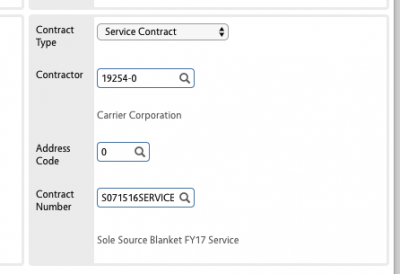 Contract Type
Service Contract
Contractor
19254-0
Carrier Corporation
Address Code
0
Contract Number
S071516SERVICE
Sole Source Blanket FY17 Service